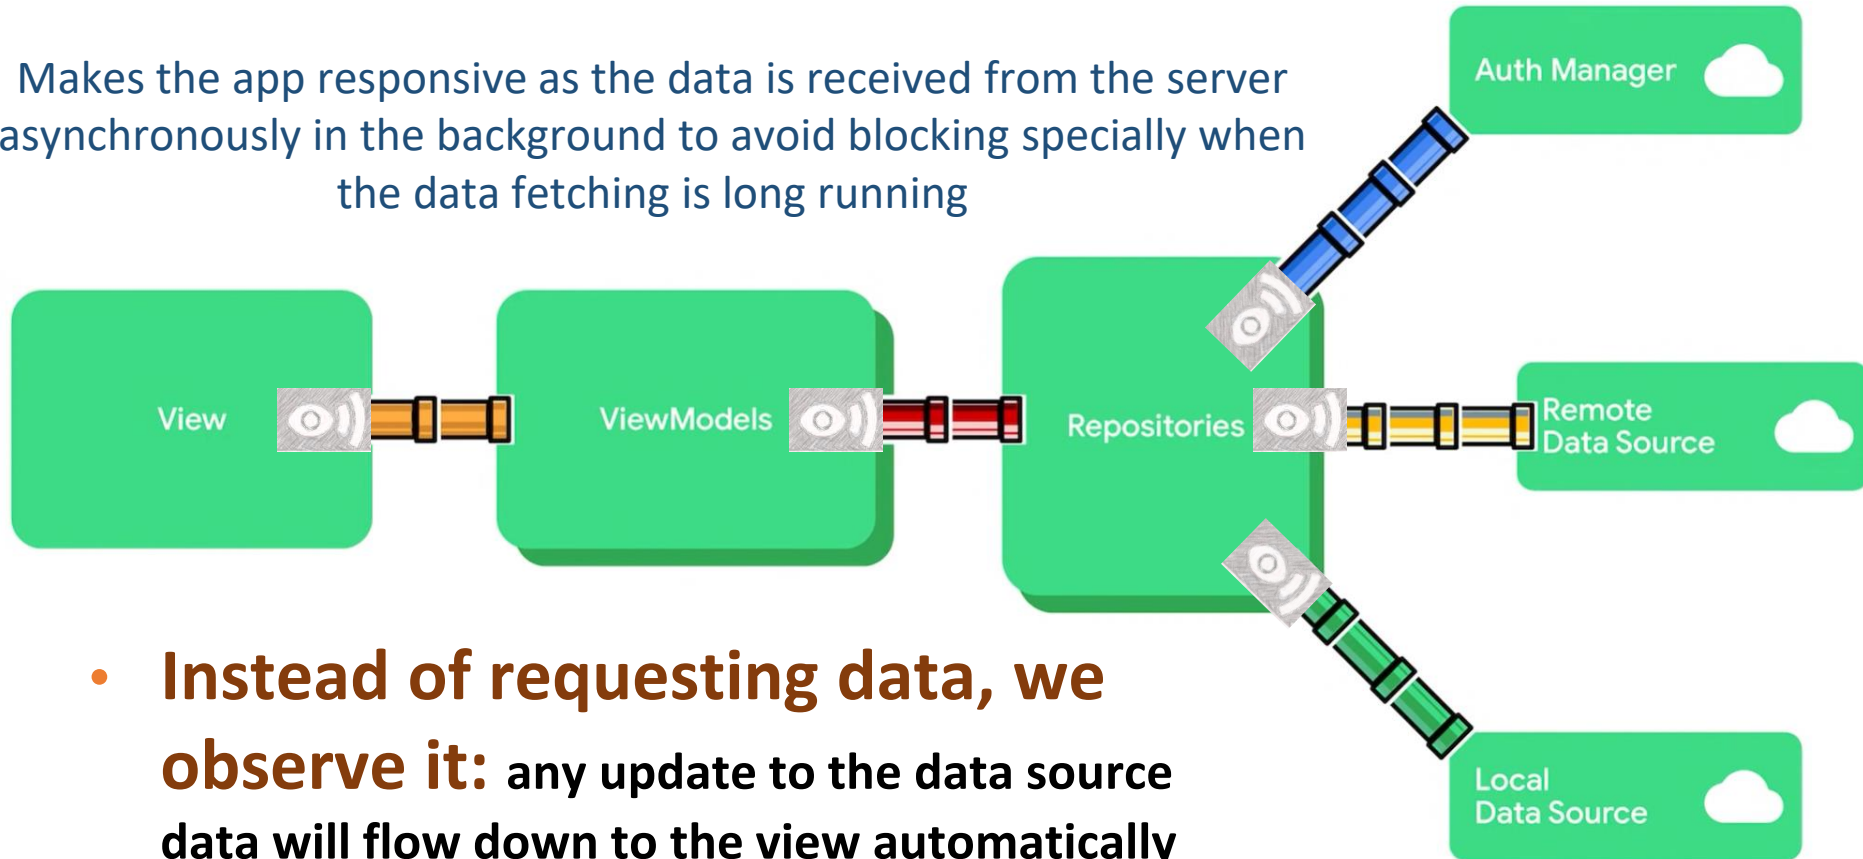 Makes the app responsive as the data is received from the server
asynchronously in the background to avoid blocking specially when
the data fetching is long running
Auth Manager
View
ViewModels
Repositories
Remote
Data Source
• Instead of requesting data, we
observe it: any update to the data source
data will flow down to the view automatically
Local
Data Source